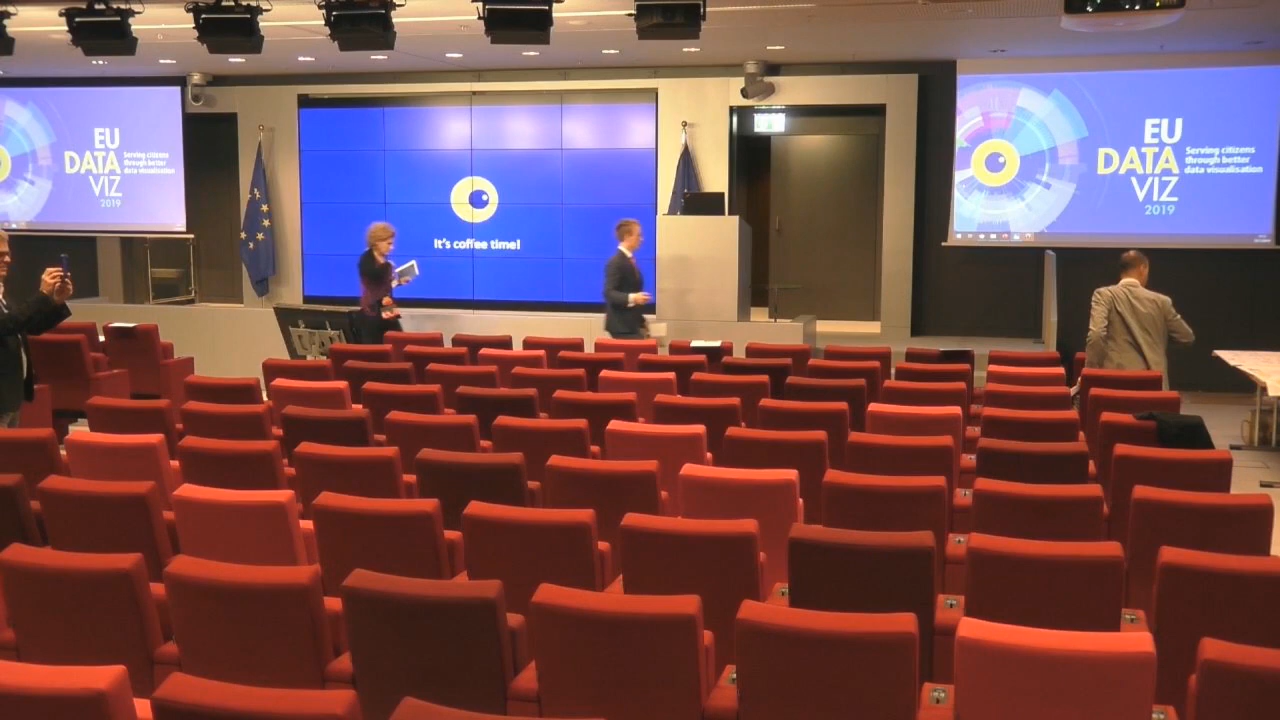 EU
DATA
VIZ
2019
Serving citizens
through better
data visualisation
It's coffee time!
EU
DATA
VIZ
2019
Serving citizens
through better
data visualisation